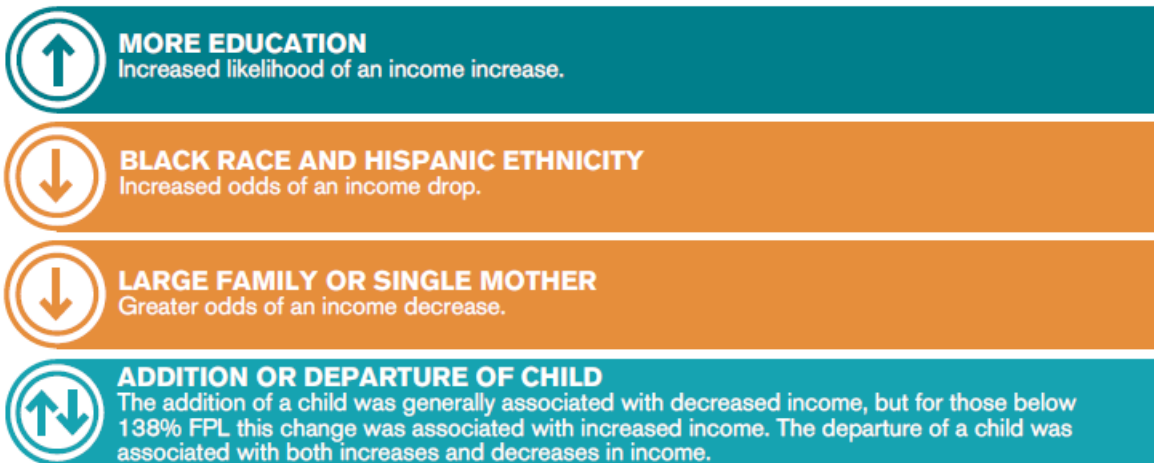 MORE EDUCATION
Increased likelihood of an income increase.
BLACK RACE AND HISPANIC ETHNICITY
Increased odds of an income drop.
LARGE FAMILY OR SINGLE MOTHER
Greater odds of an income decrease.
ADDITION OR DEPARTURE OF CHILD
The addition of a child was generally associated with decreased income, but for those below
138% FPL this change was associated with increased income. The departure of a child was
associated with both increases and decreases in income.